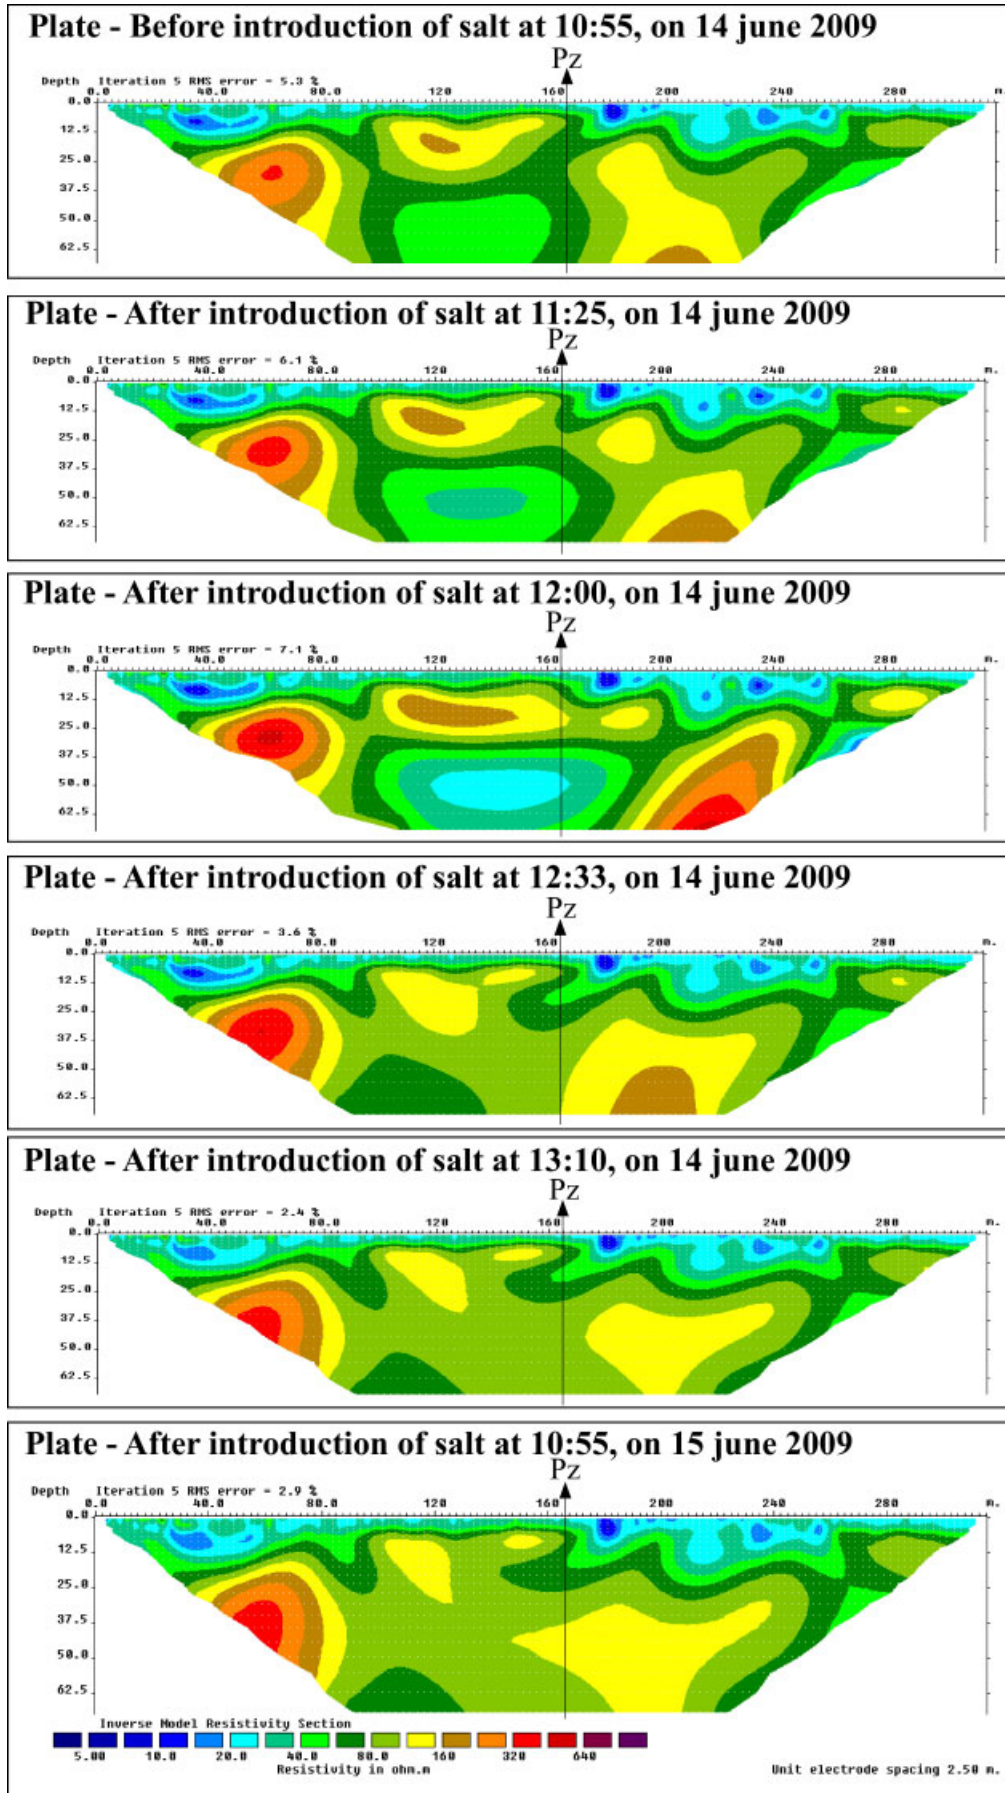 Plate - Before introduction of salt at 10:55, on 14 june 2009
Pz
Depth Iteration 5 RMS error = 5.3 %
0.0 40.0 80.0 120 160 200 240 280 m.
0.0
12.5
25.0
37.5
50.0
62.5
Plate - After introduction of salt at 11:25, on 14 june 2009
Pz
Depth Iteration 5 RMS error = 6.1 %
0.0 40.0 80.0 120 160 200 240 280 m.
0.0
12.5
25.0
37.5
50.0
62.5
Plate - After introduction of salt at 12:00, on 14 june 2009
Pz
Depth Iteration 5 RMS error = 7.1 %
0.0 40.0 80.0 120 160 200 240 280 m.
0.0
12.5
25.0
37.5
50.0
62.5
Plate - After introduction of salt at 12:33, on 14 june 2009
Pz
Depth Iteration 5 RMS error = 3.6 %
0.0 40.0 80.0 120 160 200 240 280 m.
0.0
12.5
25.0
37.5
50.0
62.5
Plate - After introduction of salt at 13:10, on 14 june 2009
Pz
Depth Iteration 5 RMS error = 2.4 %
0.0 40.0 80.0 120 160 200 240 280 m.
0.0
12.5
25.0
37.5
50.0
62.5
Plate - After introduction of salt at 10:55, on 15 june 2009
Pz
Depth Iteration 5 RMS error = 2.9 %
0.0 40.0 80.0 120 160 200 240 280 m.
0.0
12.5
25.0
37.5
50.0
62.5
Inverse Model Resistivity Section
5.00 10.0 20.0 40.0 80.0 160 320 640
Resistivity in ohm.m Unit electrode spacing 2.50 m.